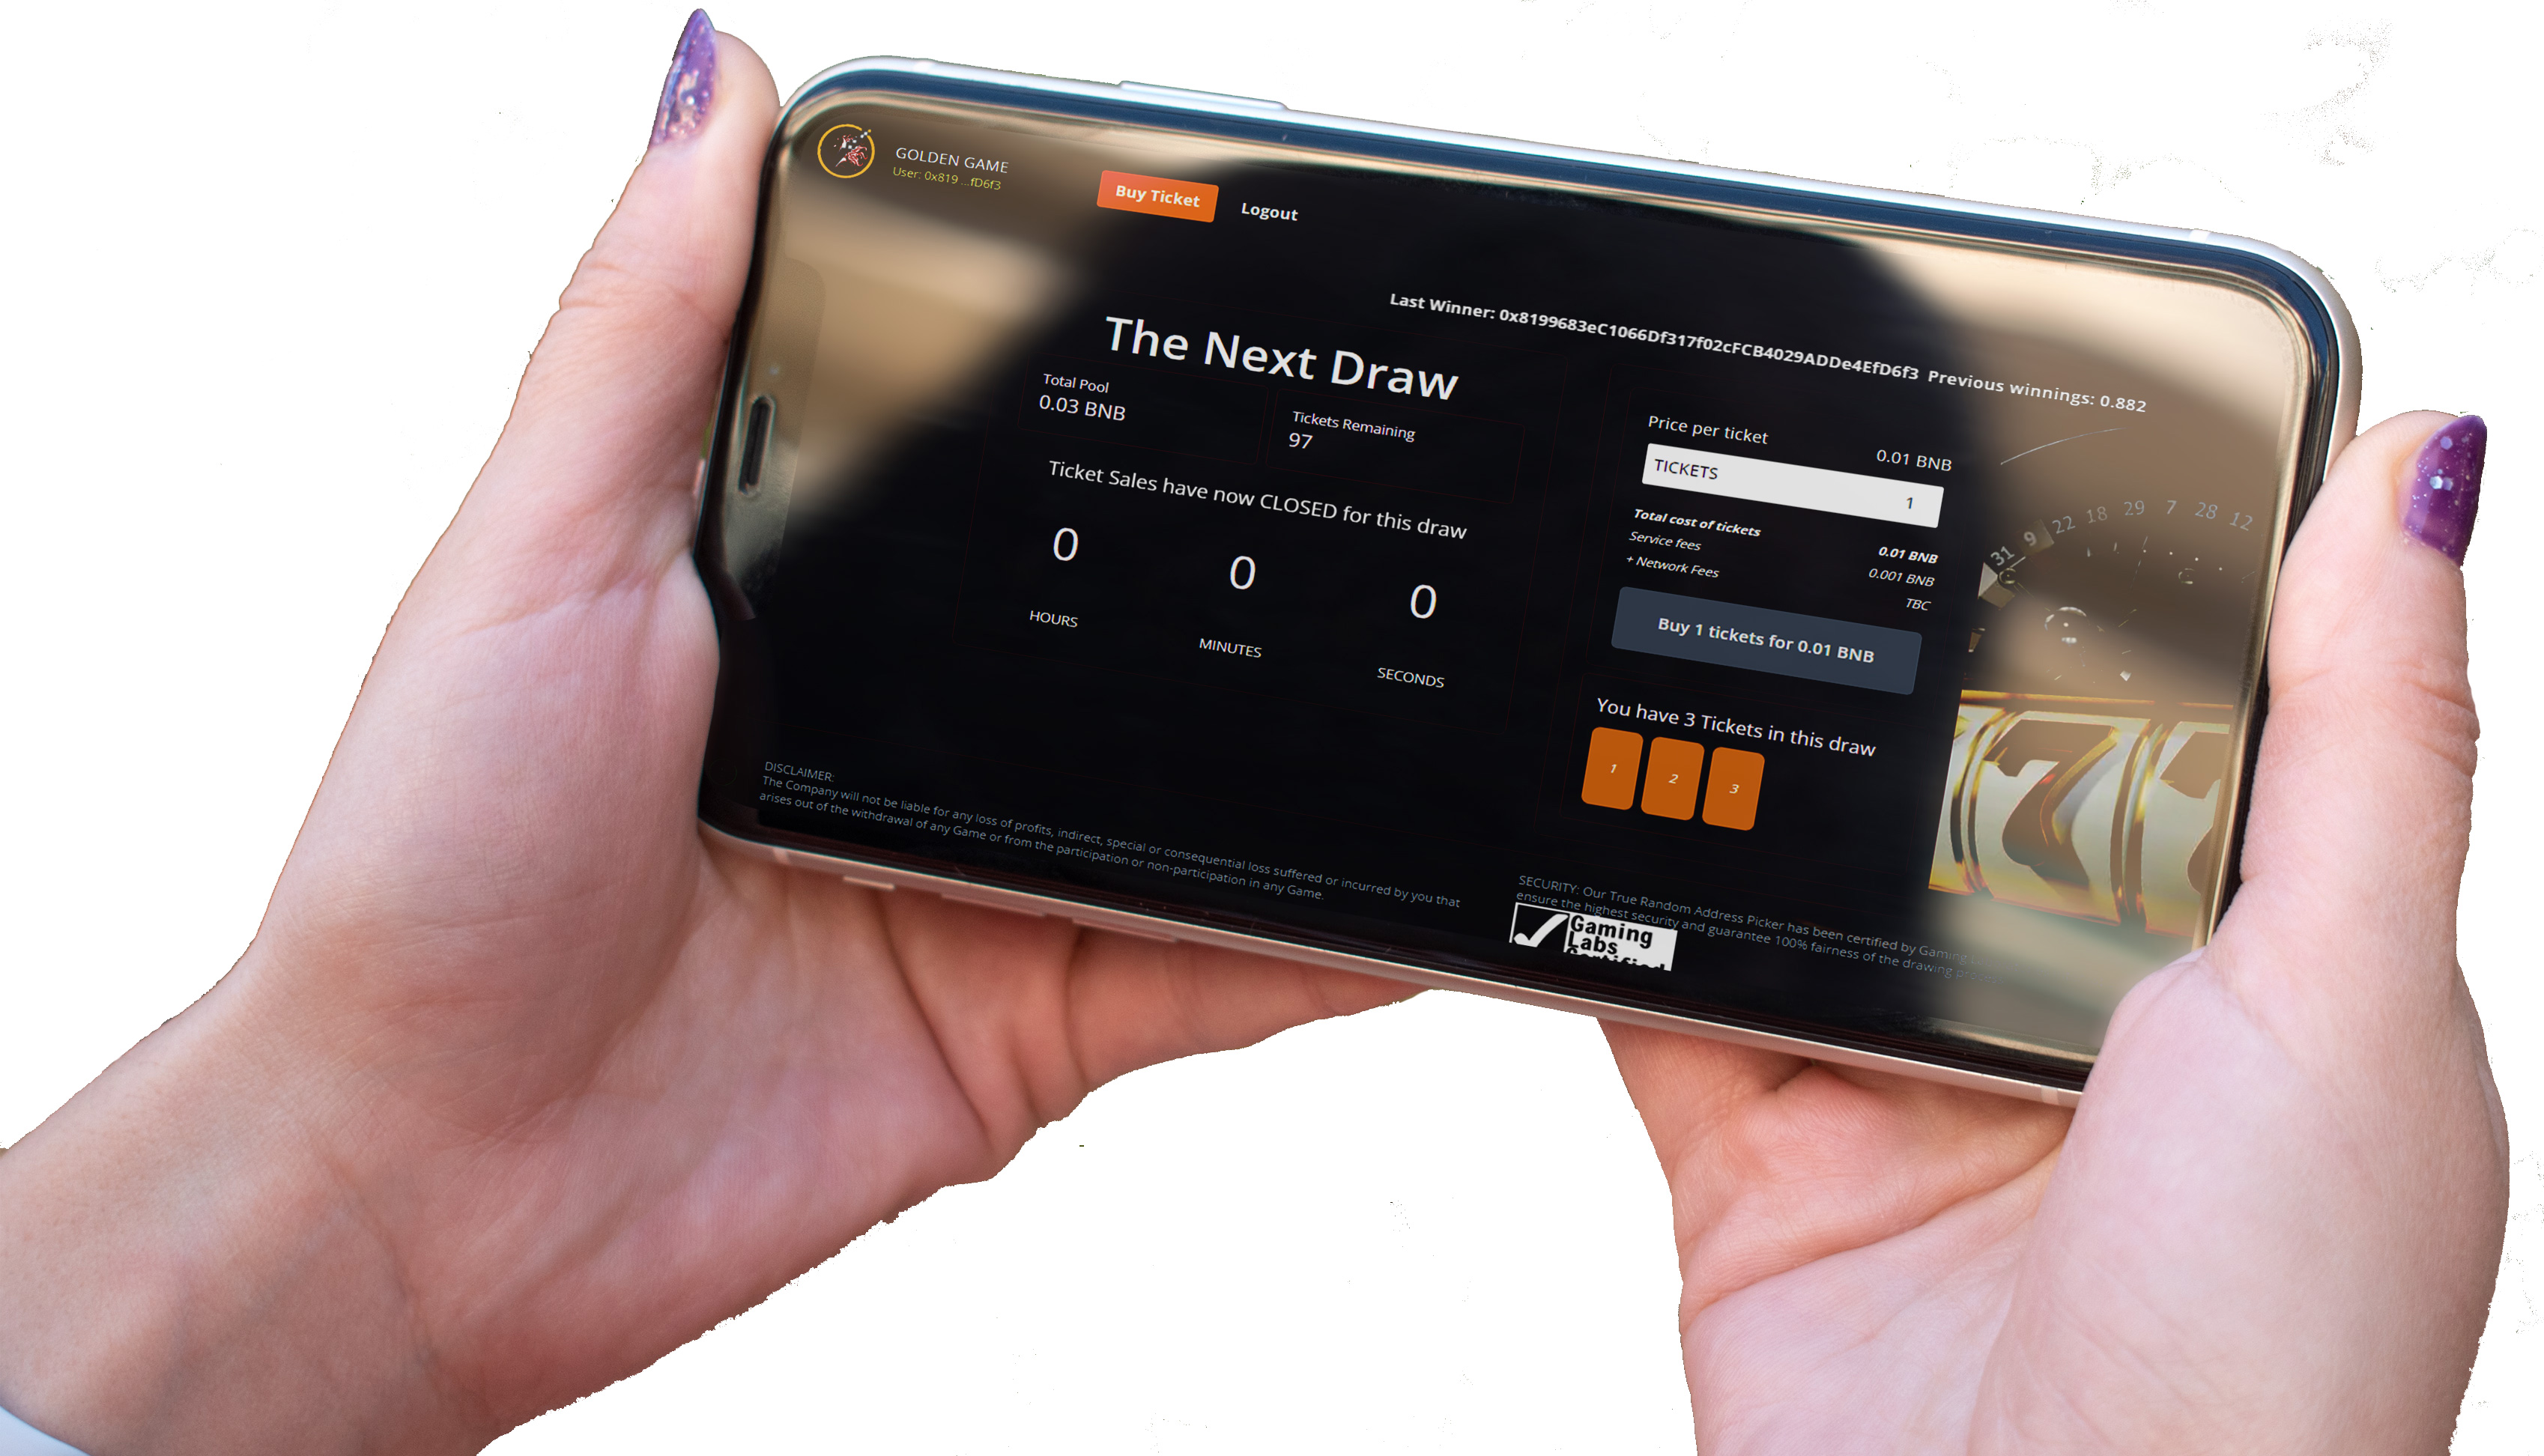 GOLDEN GAME
User: 0x819 ...fD6f3
Buy Ticket
Logout
Last Winner: 0x8199683eC1066Df317f02cFCB4029ADDe4EfD6f3 Previous winnings: 0.882
The Next Draw
Total Pool
0.03 BNB
Tickets Remaining
97
Ticket Sales have now CLOSED for this draw
0
HOURS
0
MINUTES
0
SECONDS
Price per ticket 0.01 BNB
TICKETS 1
Total cost of tickets 0.01 BNB
Service fees 0.001 BNB
+ Network Fees TBC
Buy 1 tickets for 0.01 BNB
You have 3 Tickets in this draw
1 2 3
31 9 22 18 29 7 28 12
7
DISCLAIMER:
The Company will not be liable for any loss of profits, indirect, special or consequential loss suffered or incurred by you that
arises out of the withdrawal of any Game or from the participation or non-participation in any Game.
SECURITY: Our True Random Address Picker has been certified by Gaming
ensure the highest security and guarantee 100% fairness of the drawing
Gaming
Labs
Certified